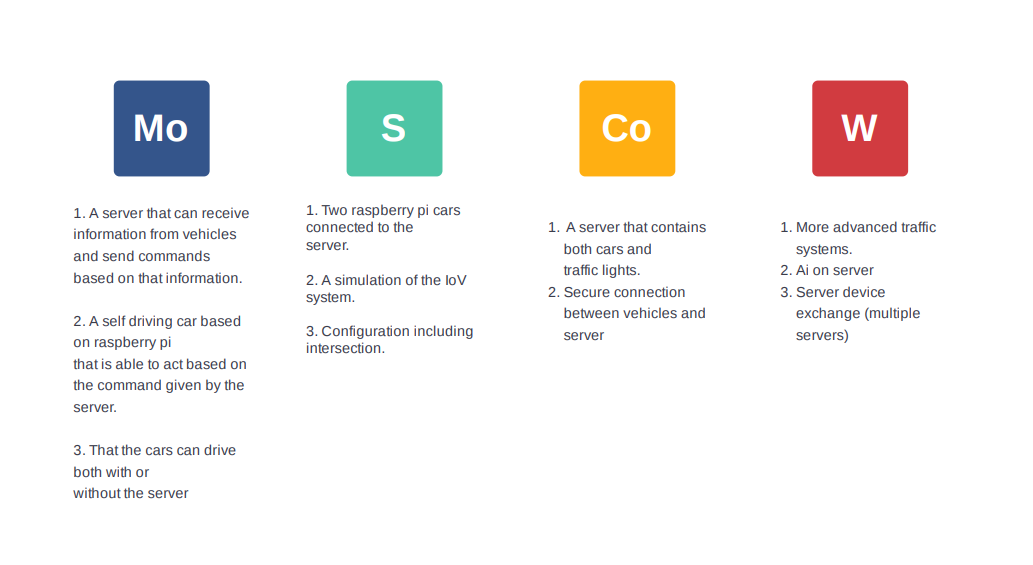 Mo
1. A server that can receive
information from vehicles
and send commands
based on that information.
2. A self driving car based
on raspberry pi
that is able to act based on
the command given by the
server.
3. That the cars can drive
both with or
without the server
S
1. Two raspberry pi cars
connected to the
server.
2. A simulation of the IoV
system.
3. Configuration including
intersection.
Co
1. A server that contains
both cars and
traffic lights.
2. Secure connection
between vehicles and
server
W
1. More advanced traffic
systems.
2. Ai on server
3. Server device
exchange (multiple
servers)